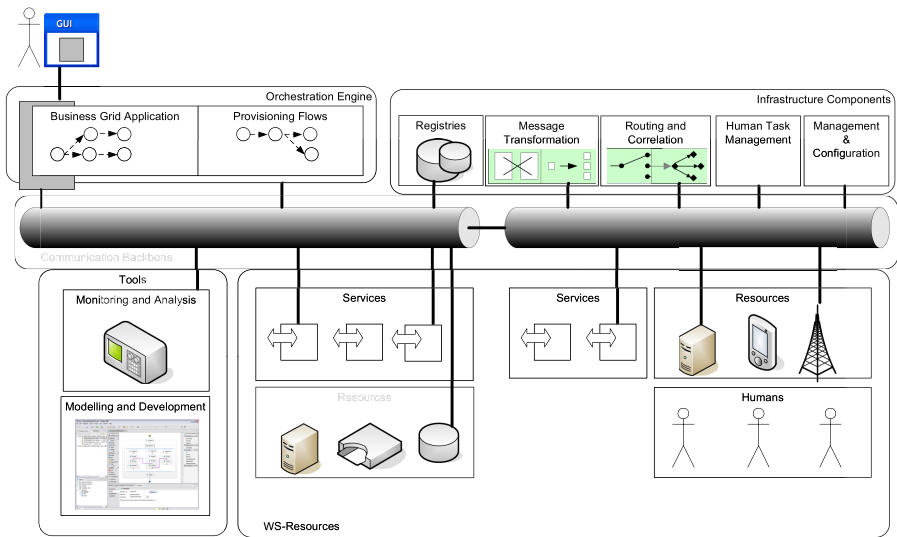 GUI
Orchestration Engine
Infrastructure Components
Business Grid Application
Provisioning Flows
Registries
Message
Transformation
Routing and
Correlation
Human Task
Management
Management
&
Configuration
Communication Backbons
Tools
Monitoring and Analysis
Services
Services
Resources
Modelling and Development
Resources
Humans
WS-Resources